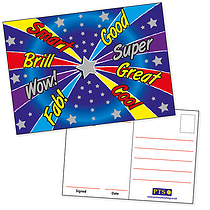 Smart
Good
Brill
Super
Wow!
Great
Fab!
Cool
Signed Date
PTS